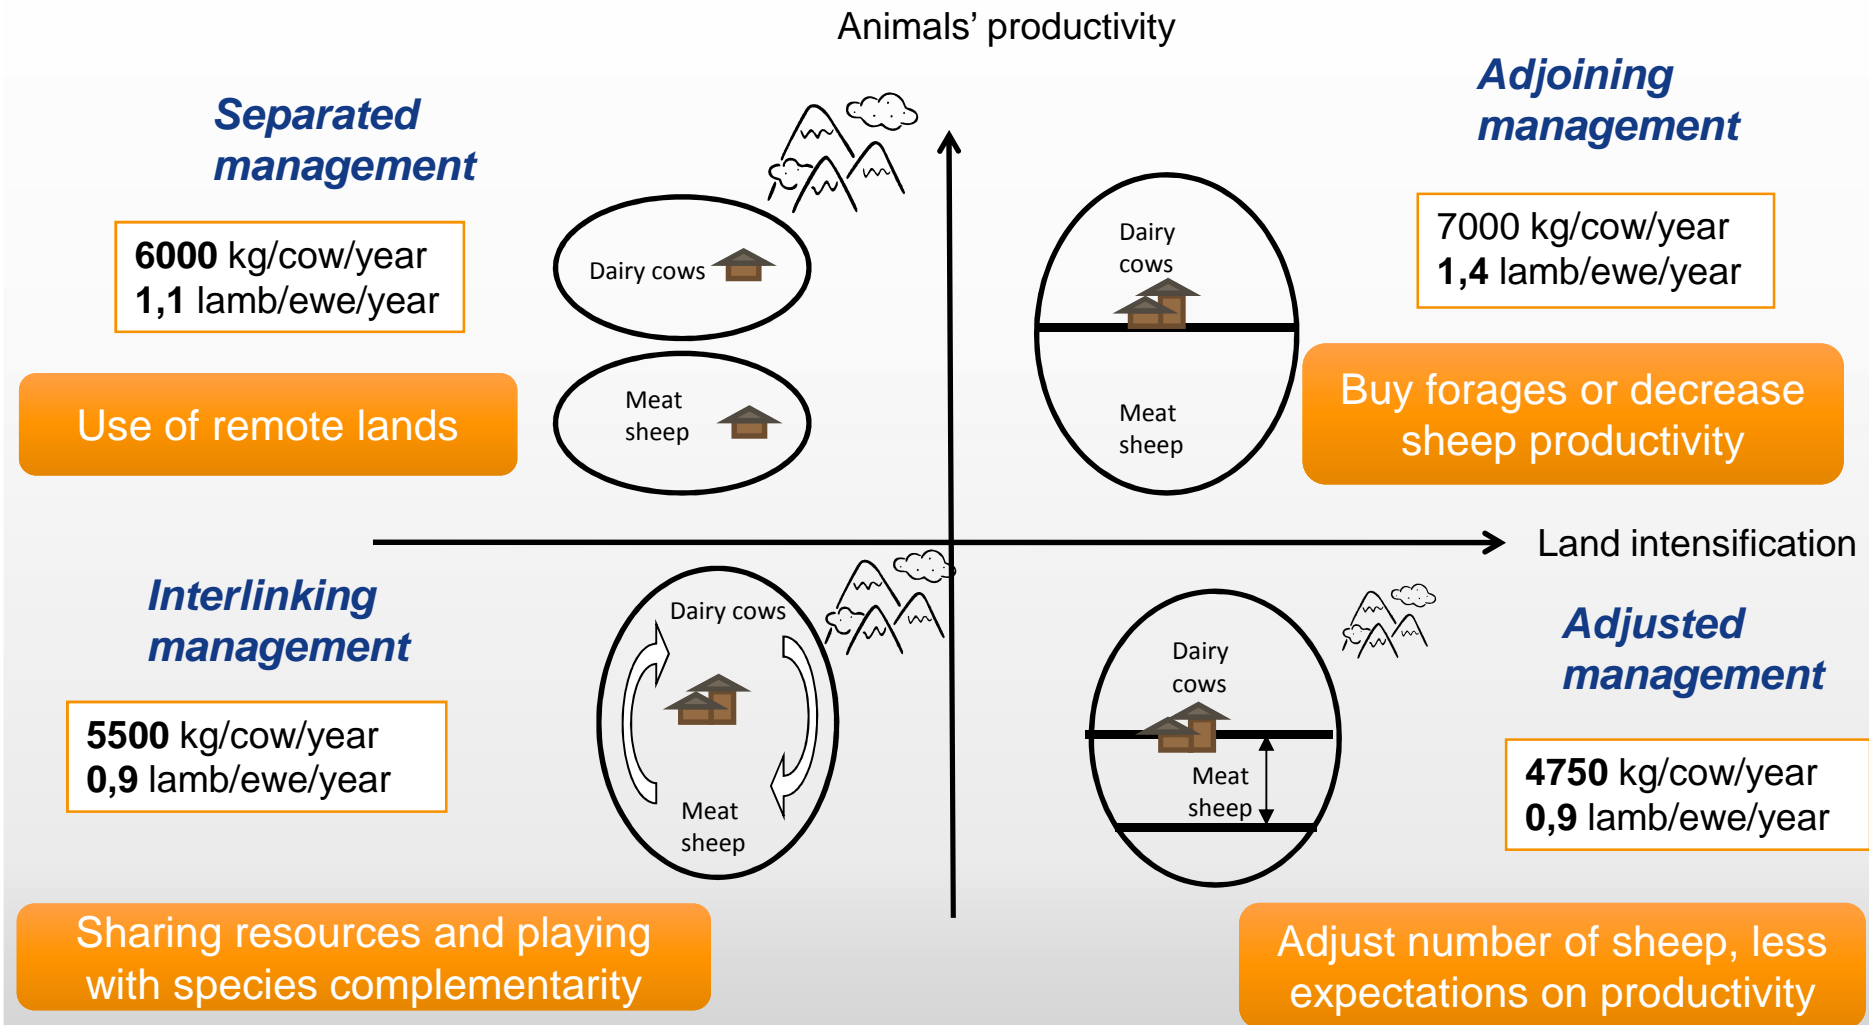 Animals' productivity
Separated
management
6000 kg/cow/year
1,1 lamb/ewe/year
Use of remote lands
Dairy cows
Meat
sheep
Adjoining
management
7000 kg/cow/year
1,4 lamb/ewe/year
Dairy
cows
Meat
sheep
Buy forages or decrease
sheep productivity
Land intensification
Interlinking
management
5500 kg/cow/year
0,9 lamb/ewe/year
Dairy cows
Meat
sheep
Sharing resources and playing
with species complementarity
Adjusted
management
Dairy
cows
Meat
sheep
4750 kg/cow/year
0,9 lamb/ewe/year
Adjust number of sheep, less
expectations on productivity